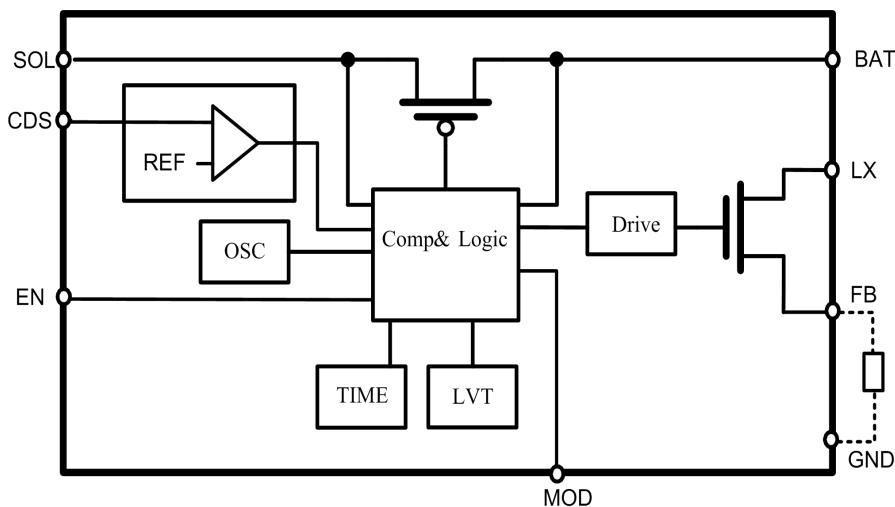 SOL
BAT
CDS
REF
LX
Comp& Logic
Drive
OSC
EN
FB
TIME
LVT
GND
MOD